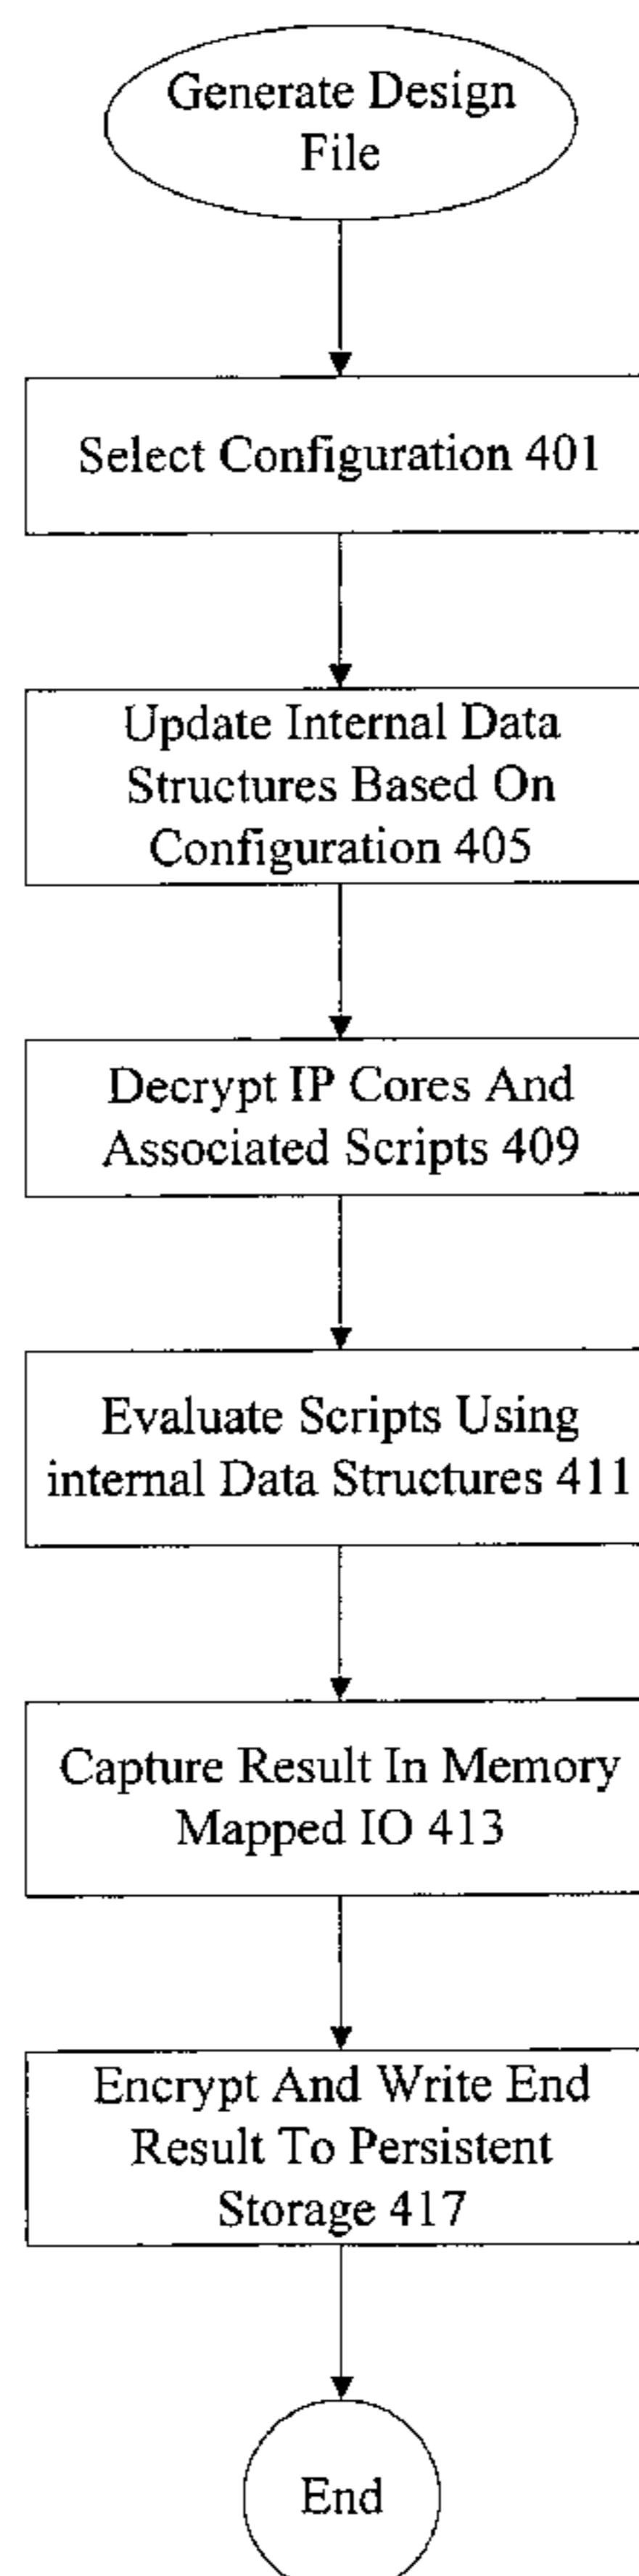 Generate Design
File
Select Configuration 401
Update Internal Data
Structures Based On
Configuration 405
Decrypt IP Cores And
Associated Scripts 409
Evaluate Scripts Using
internal Data Structures 411
Capture Result In Memory
Mapped IO 413
Encrypt And Write End
Result To Persistent
Storage 417
End